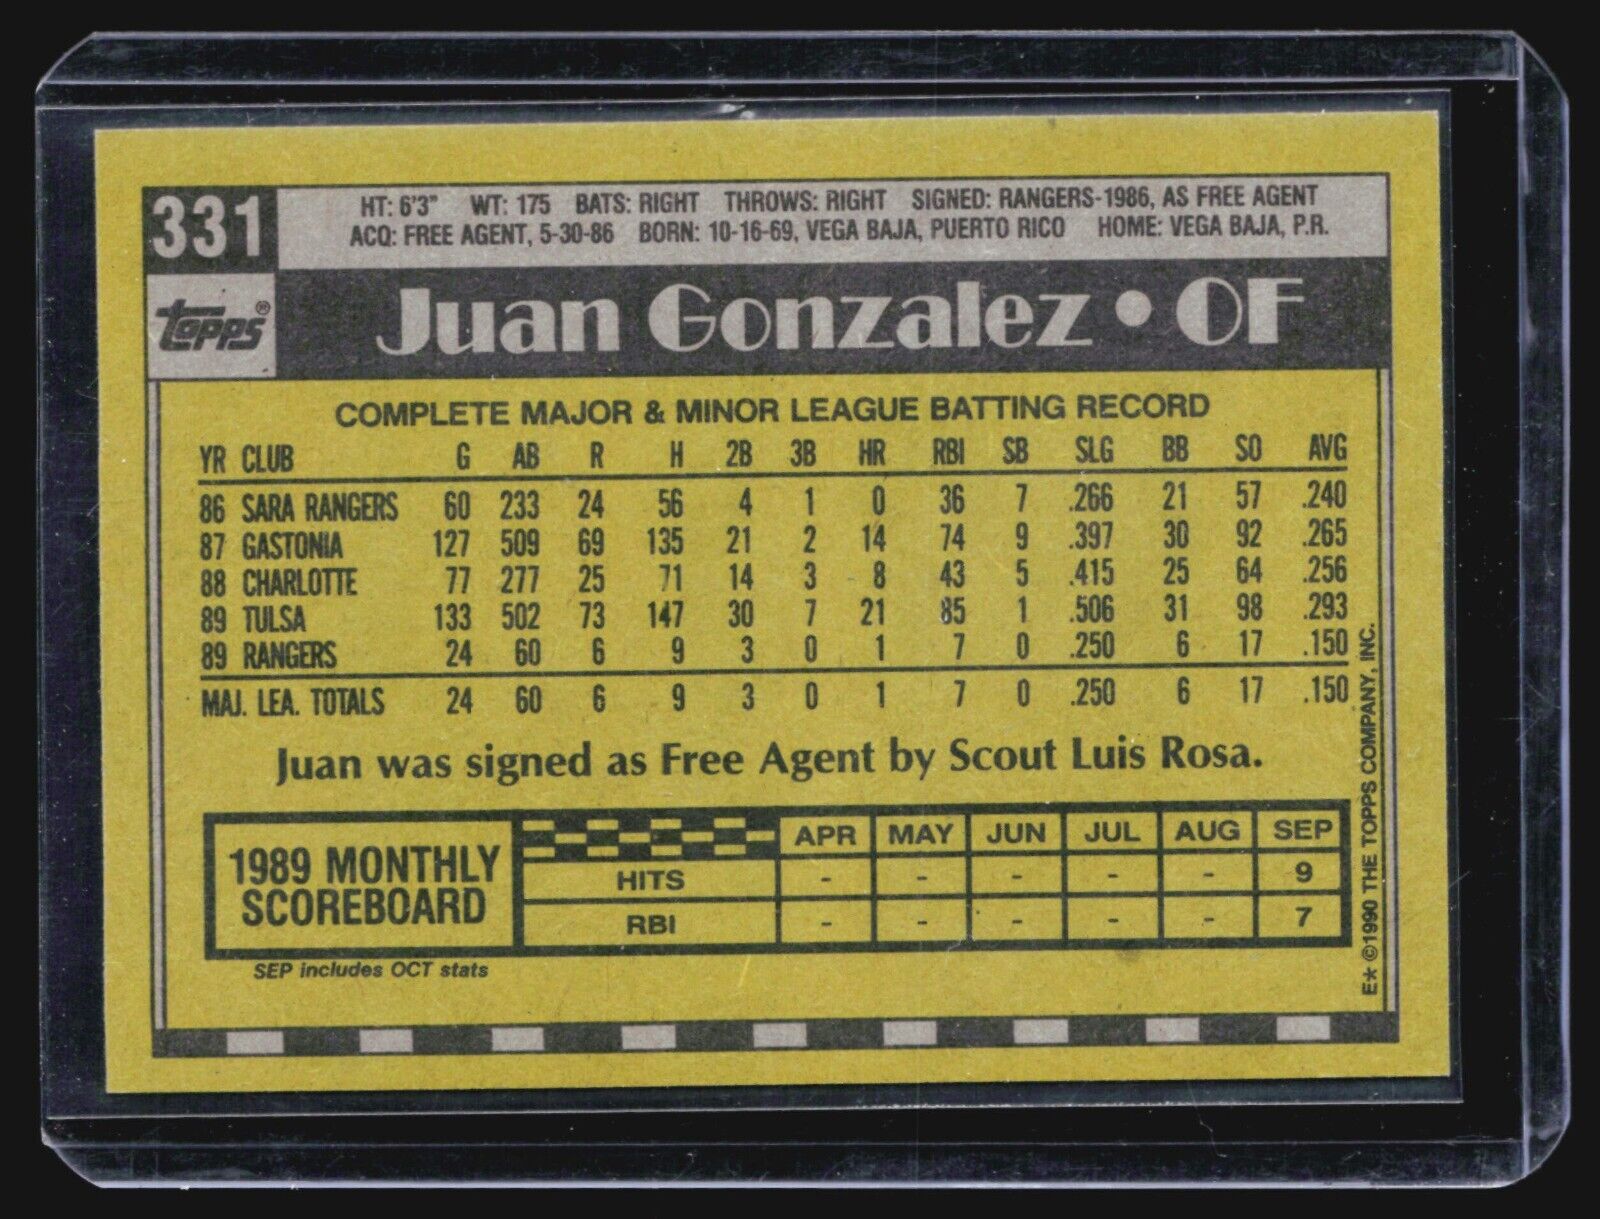 331
HT: 6'3" WT: 175 BATS: RIGHT THROWS: RIGHT SIGNED: RANGERS-1986, AS FREE AGENT
ACQ: FREE AGENT, 5-30-86 BORN: 10-16-69, VEGA BAJA, PUERTO RICO HOME: VEGA BAJA, P.R.
topps®
Juan Gonzalez • OF
COMPLETE MAJOR & MINOR LEAGUE BATTING RECORD
YR CLUB G AB R H 2B 3B HR RBI SB SLG BB SO AVG
86 SARA RANGERS 60 233 24 56 4 1 0 36 7 .266 21 57 .240
87 GASTONIA 127 509 69 135 21 2 14 74 9 .397 30 92 .265
88 CHARLOTTE 77 277 25 71 14 3 8 43 5 .415 25 64 .256
89 TULSA 133 502 73 147 30 7 21 85 1 .506 31 98 .293
89 RANGERS 24 60 6 9 3 0 1 7 0 .250 6 17 .150
MAJ. LEA. TOTALS 24 60 6 9 3 0 1 7 0 .250 6 17 .150
Juan was signed as Free Agent by Scout Luis Rosa.
1989 MONTHLY
SCOREBOARD
APR MAY JUN JUL AUG SEP
HITS - - - - - 9
RBI - - - - - 7
SEP includes OCT stats
E* ©1990 THE TOPPS COMPANY, INC.